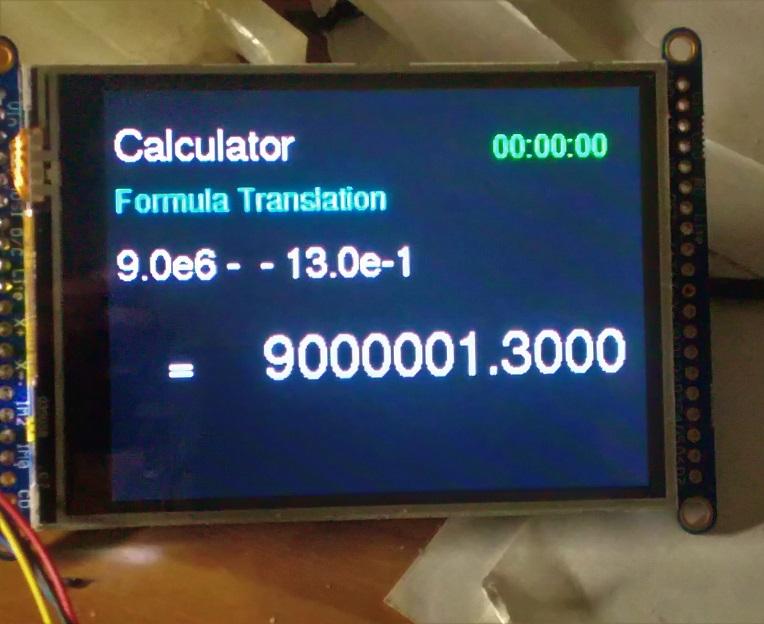 Calculator 00:00:00
Formula Translation
9.0e6 - - 13.0e-1
= 9000001.3000